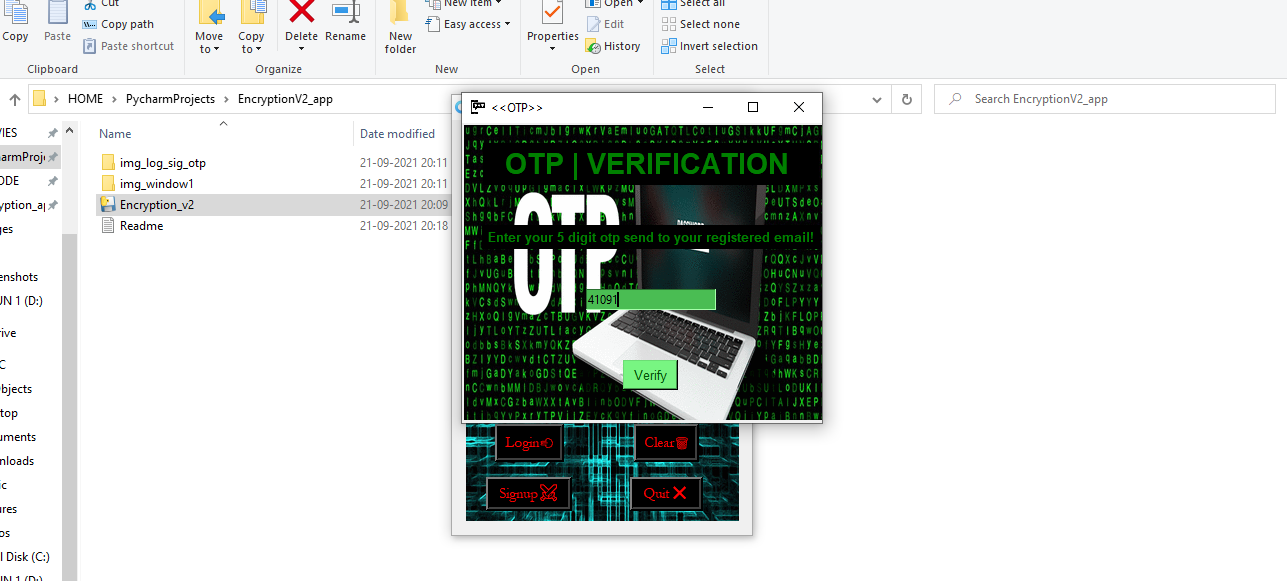 Cut
New item
Open
Select all
Copy path
Easy access
Edit
Select none
Copy
Paste
Paste shortcut
Move
to
Copy
to
Delete
Rename
New
folder
Properties
History
Invert selection
Clipboard
Organize
New
Open
Select
HOME
PycharmProjects
EncryptionV2_app
Search EncryptionV2_app
Name
Date modified
img_log_sig_otp
21-09-2021 20:11
img_window1
21-09-2021 20:11
Encryption_v2
21-09-2021 20:09
Readme
21-09-2021 20:18
VIES
armProj
ODE
yption_a
ges
enshots
UN 1 (D:)
rive
C
bjects
top
uments
nloads
ic
ures
os
l Disk (C:)
UN 1 (D:)
<<OTP>>
OTP | VERIFICATION
OTP
Enter your 5 digit otp send to your registered email!
41091
Verify
Login
Clear
Signup
Quit